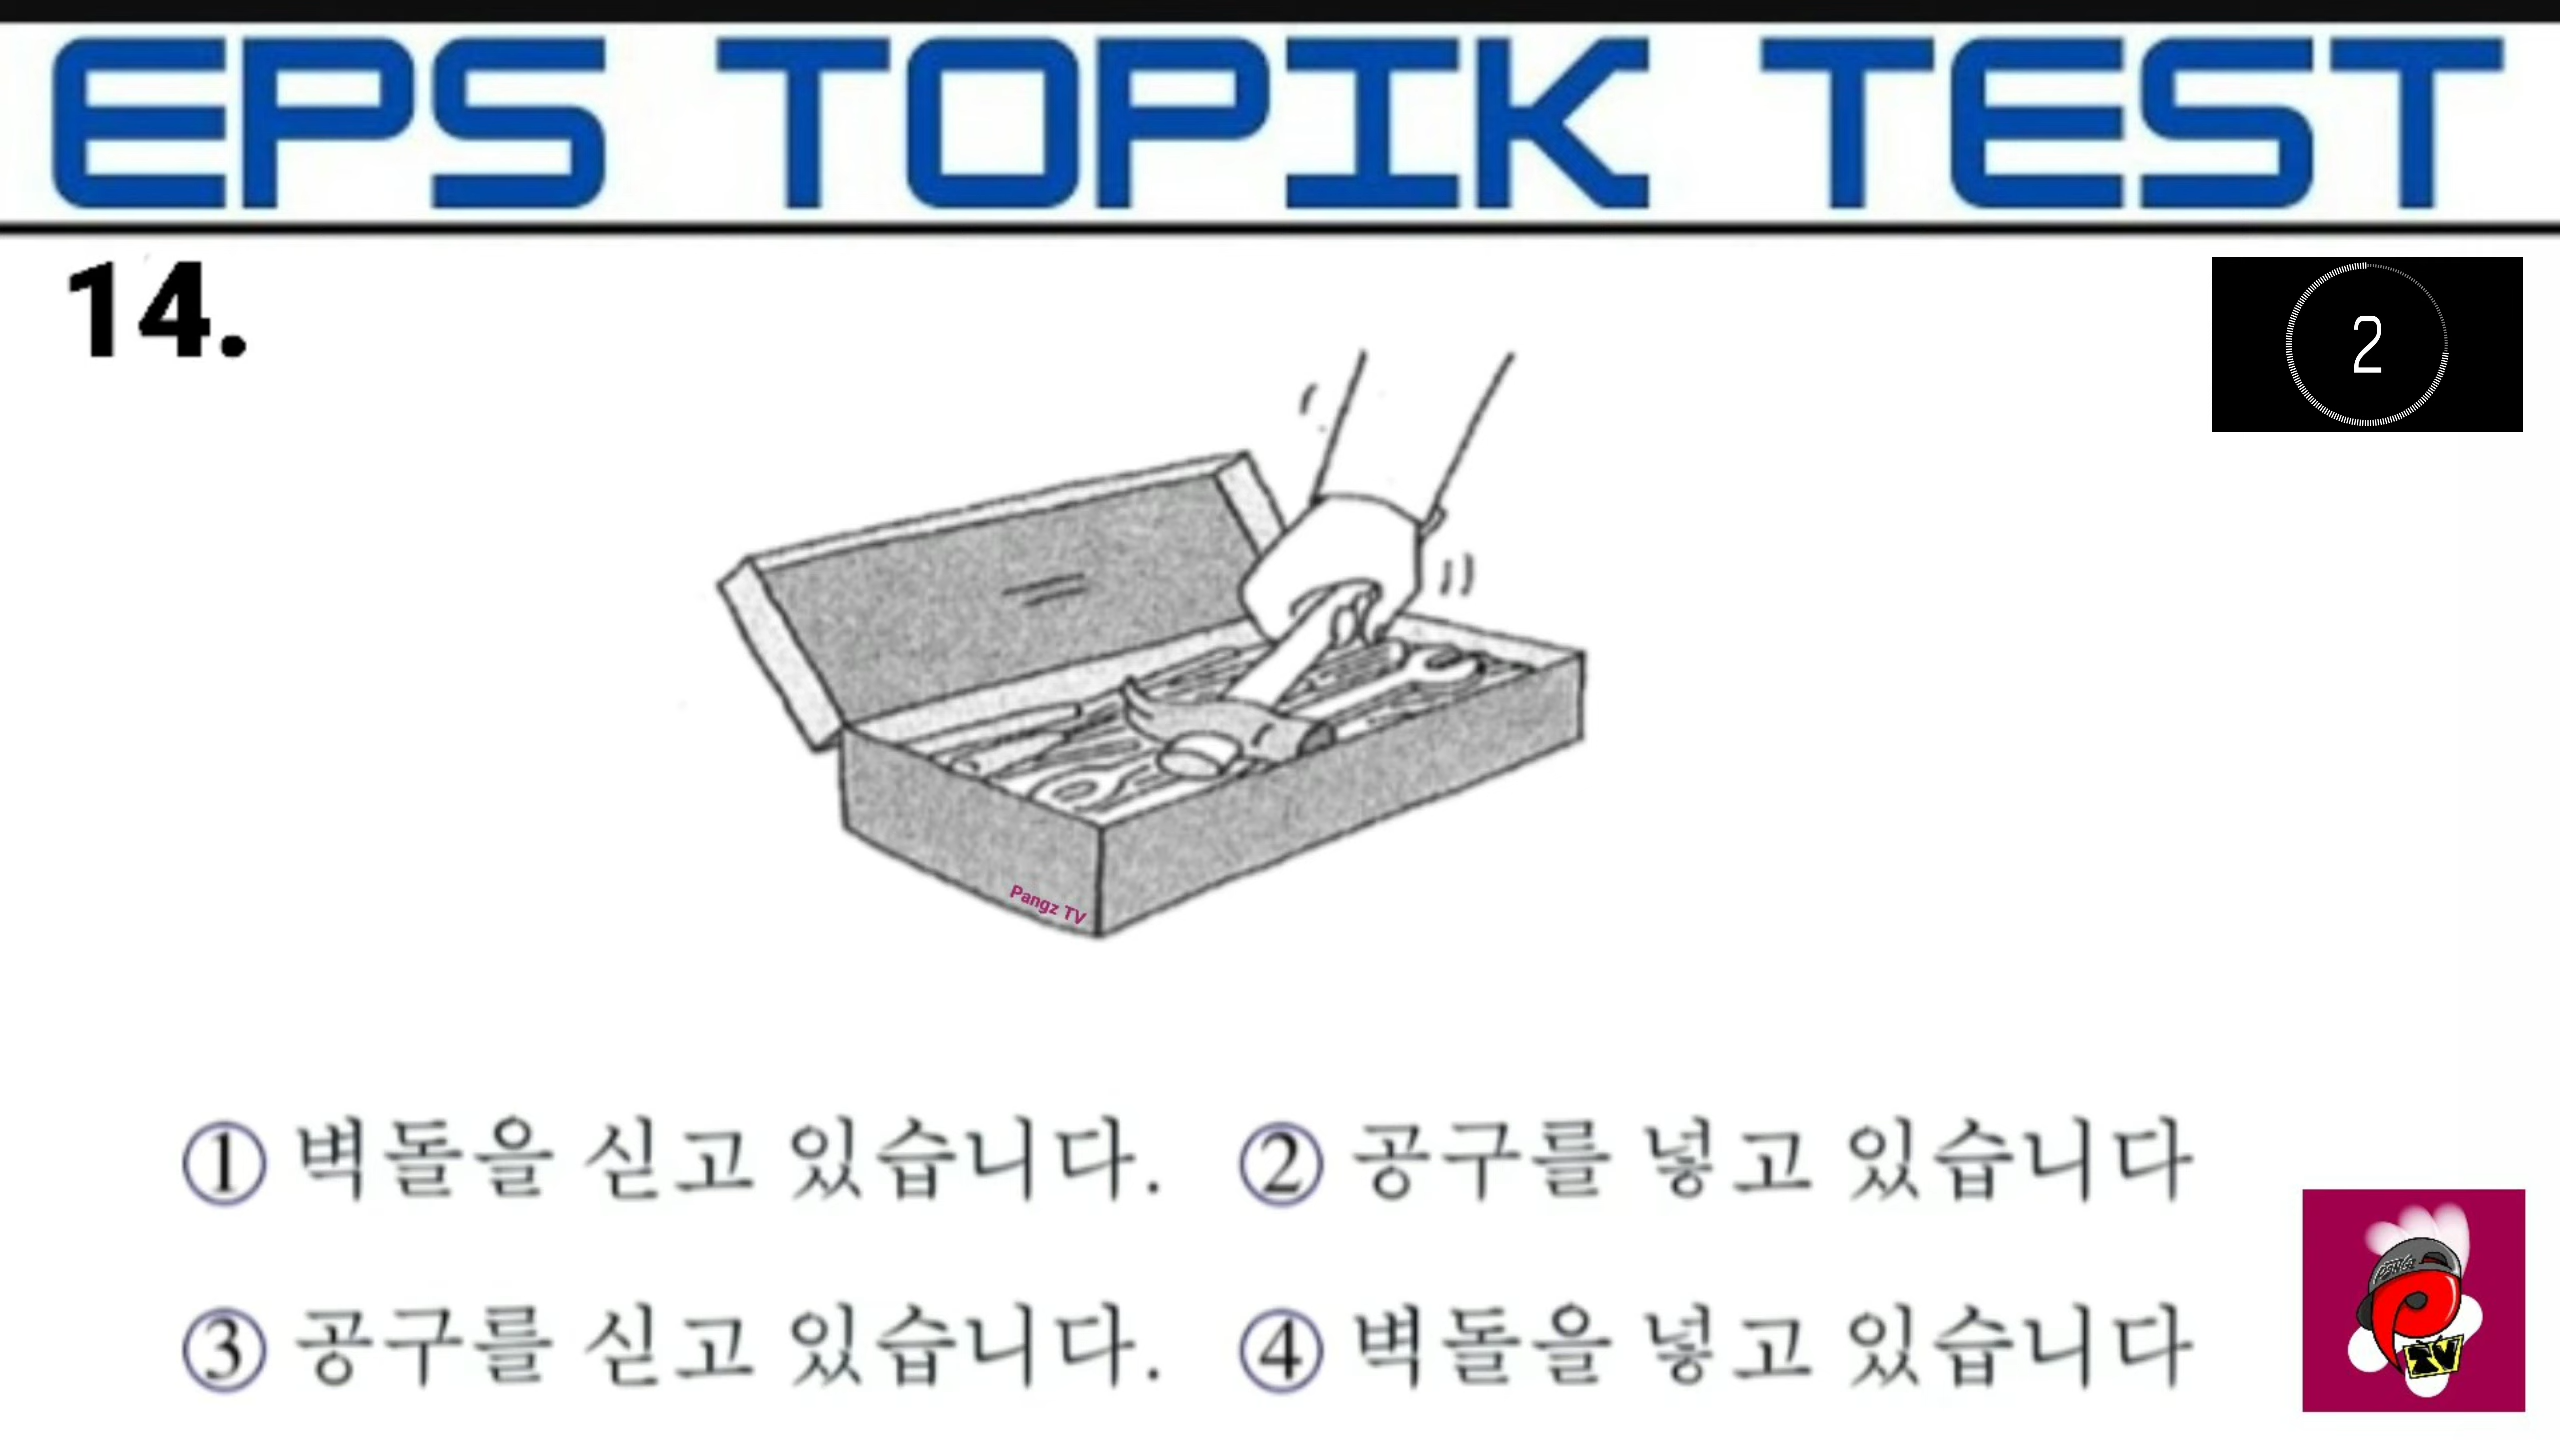 EPS TOPIK TEST
14.
2
Pangz TV
① 벽돌을 싣고 있습니다. ② 공구를 넣고 있습니다
③ 공구를 싣고 있습니다. ④ 벽돌을 넣고 있습니다
TV